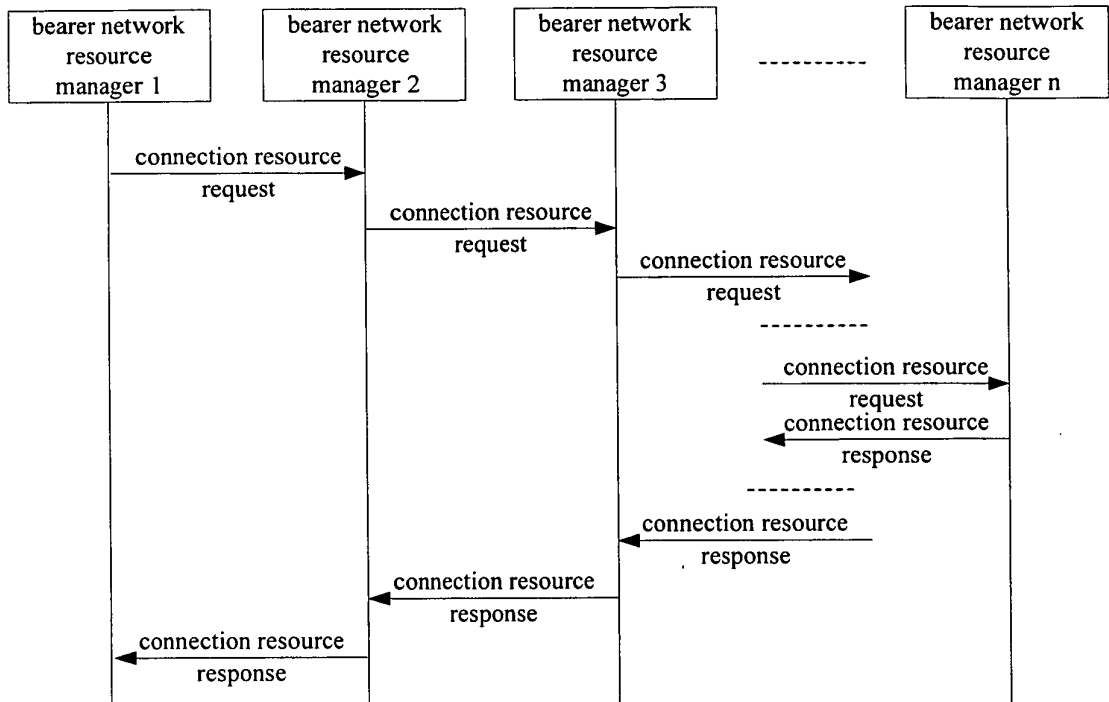 bearer network
resource
manager 1
bearer network
resource
manager 2
bearer network
resource
manager 3
bearer network
resource
manager n
connection resource
request
connection resource
request
connection resource
request
connection resource
request
connection resource
response
connection resource
response
connection resource
response
connection resource
response